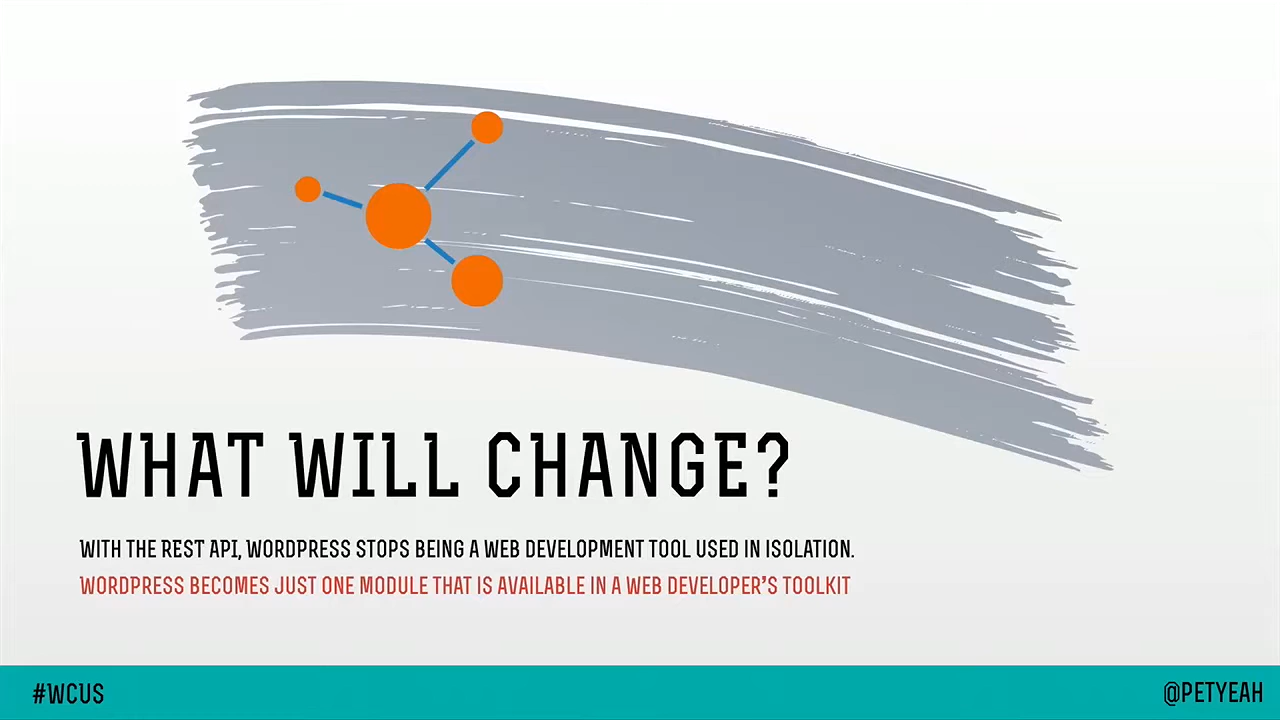 WHAT WILL CHANGE?
WITH THE REST API, WORDPRESS STOPS BEING A WEB DEVELOPMENT TOOL USED IN ISOLATION.
WORDPRESS BECOMES JUST ONE MODULE THAT IS AVAILABLE IN A WEB DEVELOPER’S TOOLKIT
#WCUS
@PETYEAH